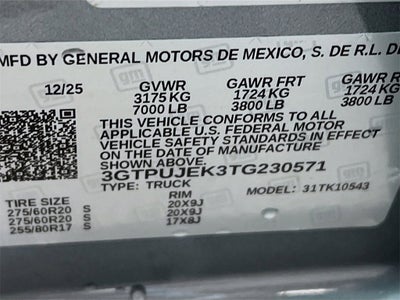 MFD BY GENERAL MOTORS DE MEXICO, S. DE R.L. DE
12/25 GVWR GAWR FRT GAWR R
3175 KG 1724 KG 1724 KG
7000 LB 3800 LB 3800 LB
THIS VEHICLE CONFORMS TO ALL
APPLICABLE U.S. FEDERAL MOTOR
VEHICLE SAFETY STANDARDS IN EFFECT
ON THE DATE OF MANUFACTURE
3GTPUJEK3TG230571
TYPE: TRUCK MODEL: 31TK10543
TIRE SIZE RIM
275/60R20 S 20X9J
275/60R20 S 20X9J
255/80R17 S 17X8J